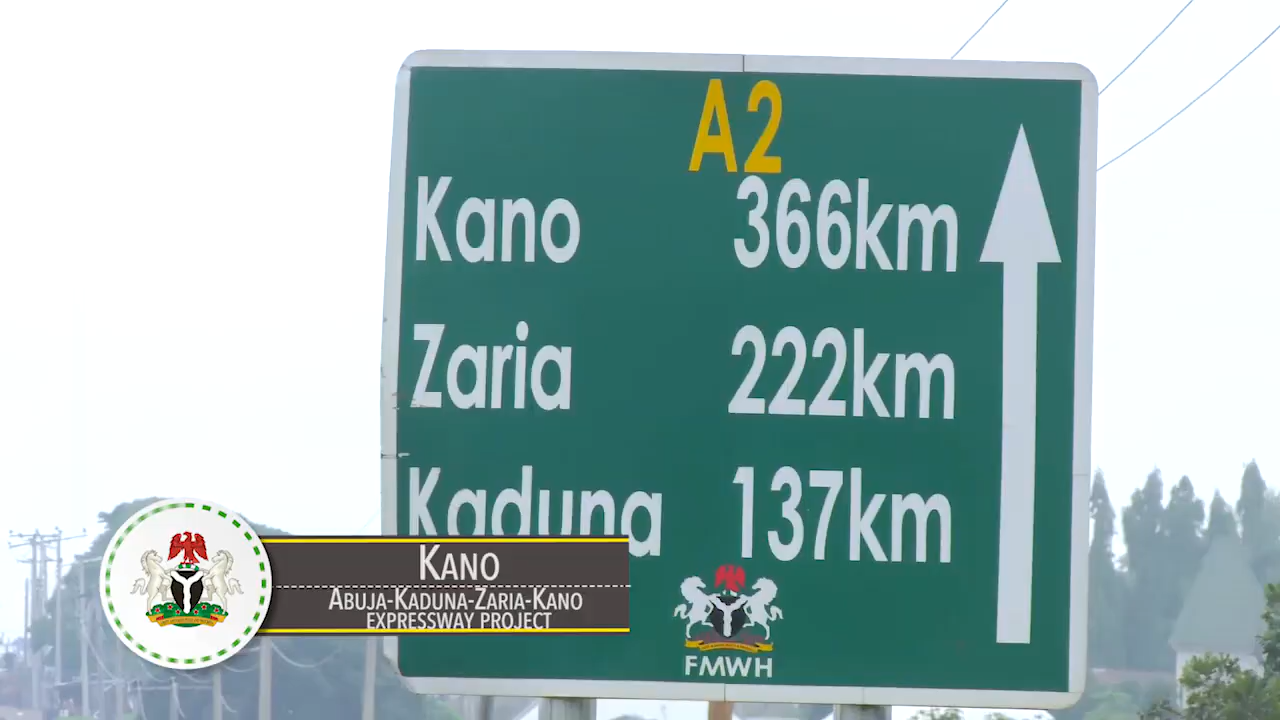 A2
Kano 366km
Zaria 222km
Kaduna 137km
FMWH
KANO
ABUJA-KADUNA-ZARIA-KANO
EXPRESSWAY PROJECT